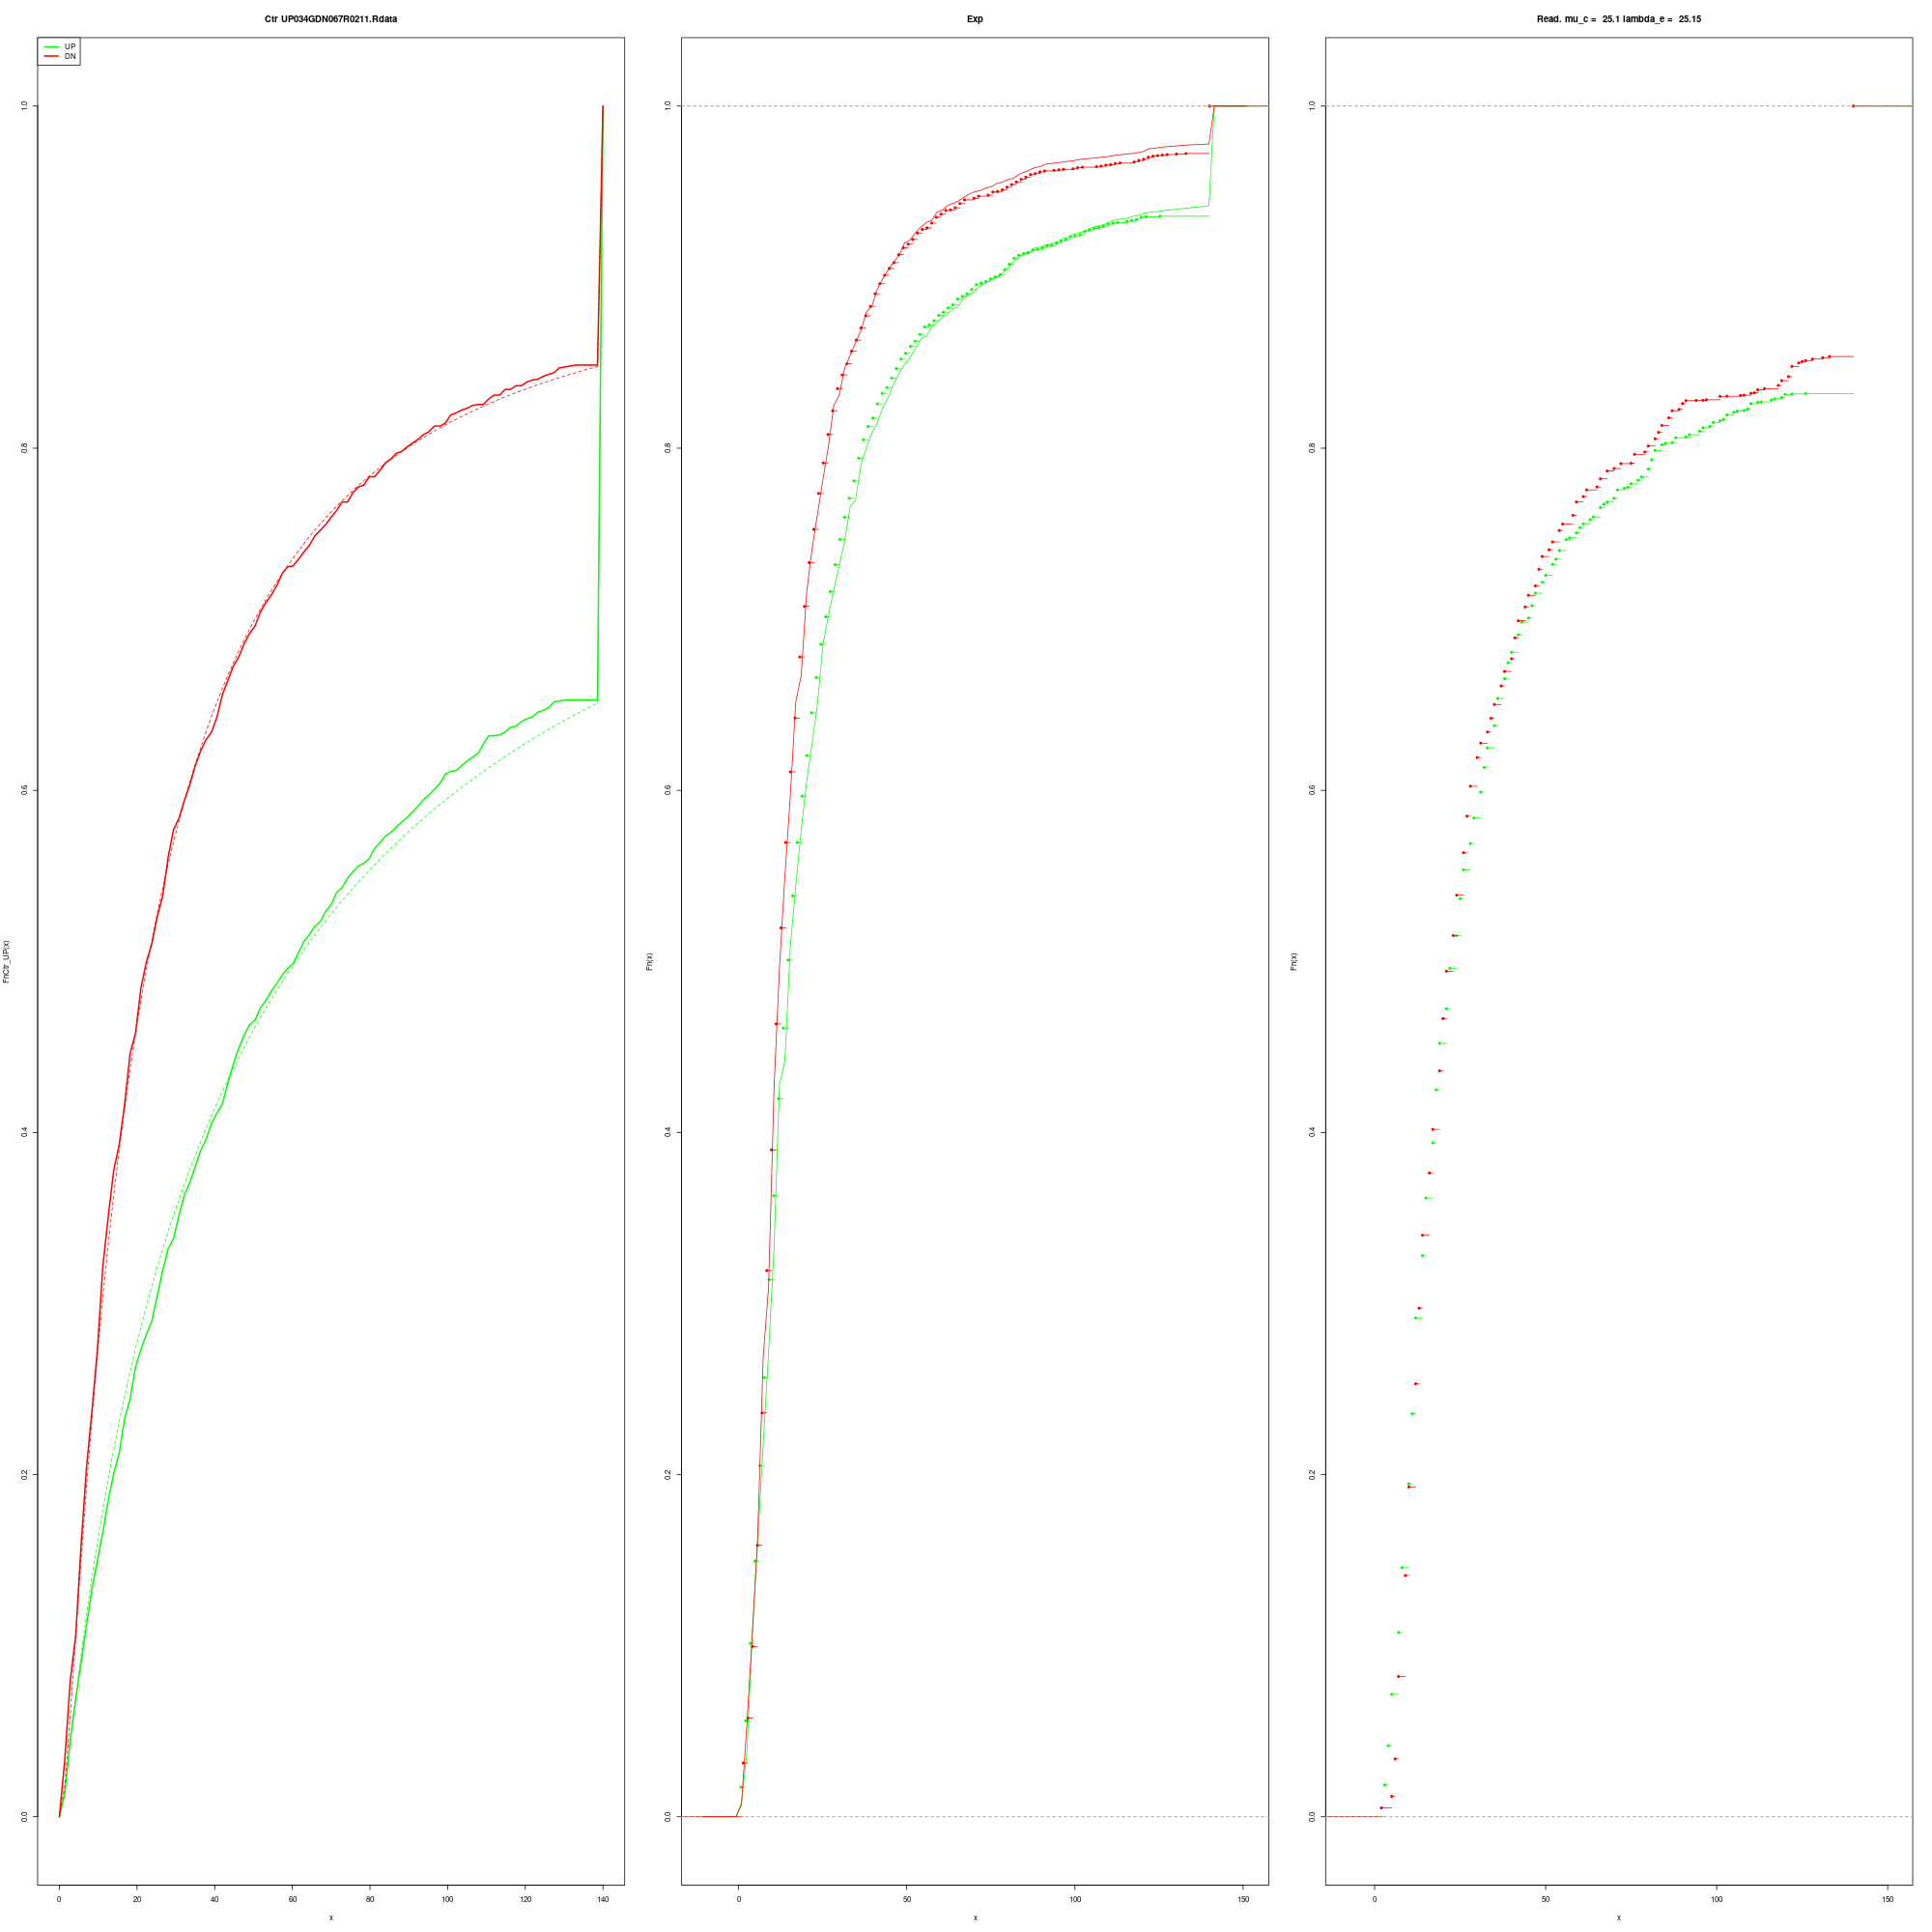 Ctr UP034GDN067R0211.Rdata
UP
DN
FnCtr_UP(x)
0.0 0.2 0.4 0.6 0.8 1.0
0 20 40 60 80 100 120 140
x
Exp
Fn(x)
0.0 0.2 0.4 0.6 0.8 1.0
0 50 100 150
x
Read. mu_c = 25.1 lambda_e = 25.15
Fn(x)
0.0 0.2 0.4 0.6 0.8 1.0
0 50 100 150
x